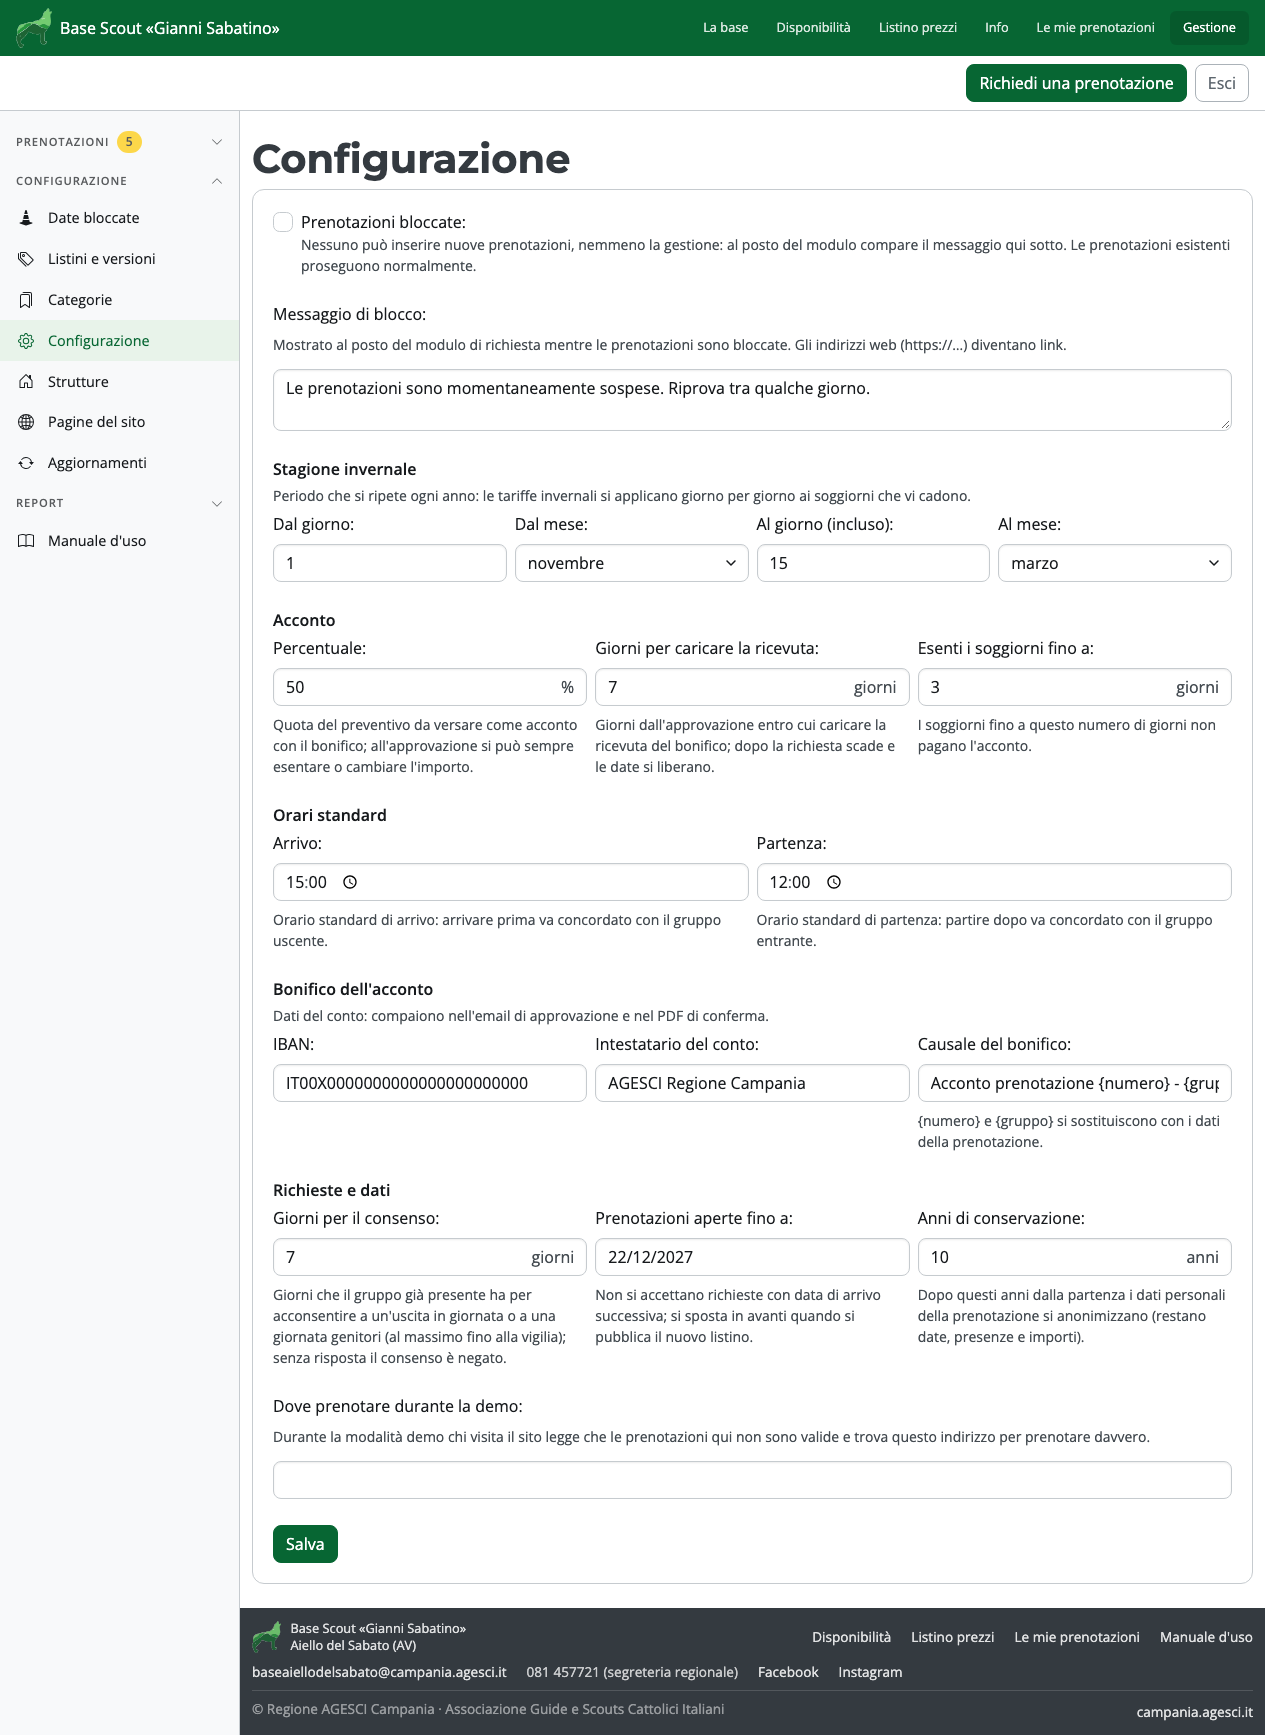 Base Scout «Gianni Sabatino»
La base
Disponibilità
Listino prezzi
Info
Le mie prenotazioni
Gestione
Richiedi una prenotazione
Esci
PRENOTAZIONI 5
CONFIGURAZIONE
Date bloccate
Listini e versioni
Categorie
Configurazione
Strutture
Pagine del sito
Aggiornamenti
REPORT
Manuale d'uso
Configurazione
Prenotazioni bloccate:
Nessuno può inserire nuove prenotazioni, nemmeno la gestione: al posto del modulo compare il messaggio qui sotto. Le prenotazioni esistenti
proseguono normalmente.
Messaggio di blocco:
Mostrato al posto del modulo di richiesta mentre le prenotazioni sono bloccate. Gli indirizzi web (https://…) diventano link.
Le prenotazioni sono momentaneamente sospese. Riprova tra qualche giorno.
Stagione invernale
Periodo che si ripete ogni anno: le tariffe invernali si applicano giorno per giorno ai soggiorni che vi cadono.
Dal giorno:
Dal mese:
Al giorno (incluso):
Al mese:
1
novembre
15
marzo
Acconto
Percentuale:
Giorni per caricare la ricevuta:
Esenti i soggiorni fino a:
50 %
7 giorni
3 giorni
Quota del preventivo da versare come acconto
con il bonifico; all'approvazione si può sempre
esentare o cambiare l'importo.
Giorni dall'approvazione entro cui caricare la
ricevuta del bonifico; dopo la richiesta scade e
le date si liberano.
I soggiorni fino a questo numero di giorni non
pagano l'acconto.
Orari standard
Arrivo:
Partenza:
15:00
12:00
Orario standard di arrivo: arrivare prima va concordato con il gruppo
uscente.
Orario standard di partenza: partire dopo va concordato con il gruppo
entrante.
Bonifico dell'acconto
Dati del conto: compaiono nell'email di approvazione e nel PDF di conferma.
IBAN:
Intestatario del conto:
Causale del bonifico:
IT00X0000000000000000000000
AGESCI Regione Campania
Acconto prenotazione {numero} - {grup
{numero} e {gruppo} si sostituiscono con i dati
della prenotazione.
Richieste e dati
Giorni per il consenso:
Prenotazioni aperte fino a:
Anni di conservazione:
7 giorni
22/12/2027
10 anni
Giorni che il gruppo già presente ha per
acconsentire a un'uscita in giornata o a una
giornata genitori (al massimo fino alla vigilia);
senza risposta il consenso è negato.
Non si accettano richieste con data di arrivo
successiva; si sposta in avanti quando si
pubblica il nuovo listino.
Dopo questi anni dalla partenza i dati personali
della prenotazione si anonimizzano (restano
date, presenze e importi).
Dove prenotare durante la demo:
Durante la modalità demo chi visita il sito legge che le prenotazioni qui non sono valide e trova questo indirizzo per prenotare davvero.
Salva
Base Scout «Gianni Sabatino»
Aiello del Sabato (AV)
Disponibilità
Listino prezzi
Le mie prenotazioni
Manuale d'uso
baseaiellodelsabato@campania.agesci.it
081 457721 (segreteria regionale)
Facebook
Instagram
© Regione AGESCI Campania · Associazione Guide e Scouts Cattolici Italiani
campania.agesci.it